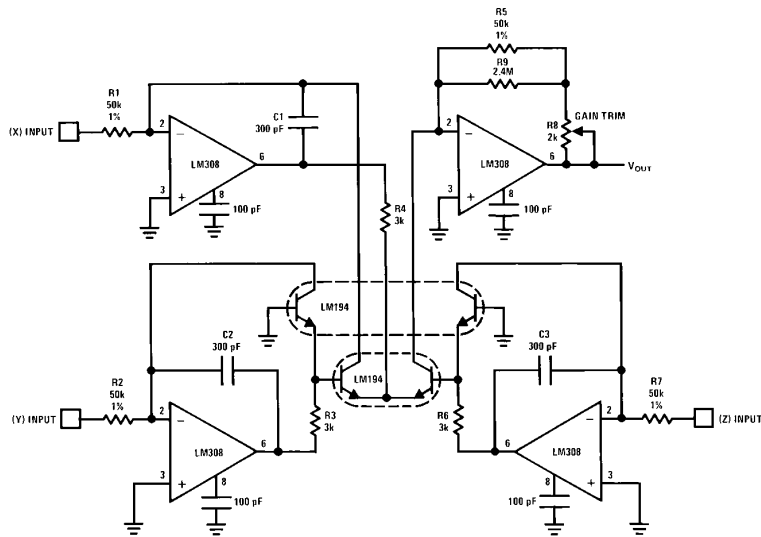 R1
50k
1%
(X) INPUT
2
3
6
8
LM308
100 pF
C1
300 pF
R4
3k
R5
50k
1%
R9
2.4M
GAIN TRIM
R8
2k
2
3
6
8
LM308
100 pF
VOUT
LM194
LM194
C2
300 pF
R2
50k
1%
(Y) INPUT
2
3
6
8
LM308
100 pF
R3
3k
R6
3k
C3
300 pF
R7
50k
1%
(Z) INPUT
2
3
6
8
LM308
100 pF